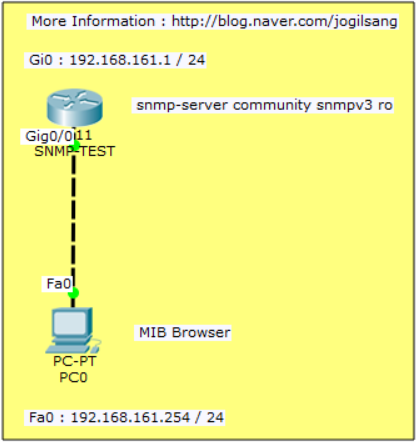 More Information : http://blog.naver.com/jogilsang
Gi0 : 192.168.161.1 / 24
snmp-server community snmpv3 ro
Gig0/0
11
SNMP-TEST
Fa0
MIB Browser
PC-PT
PC0
Fa0 : 192.168.161.254 / 24